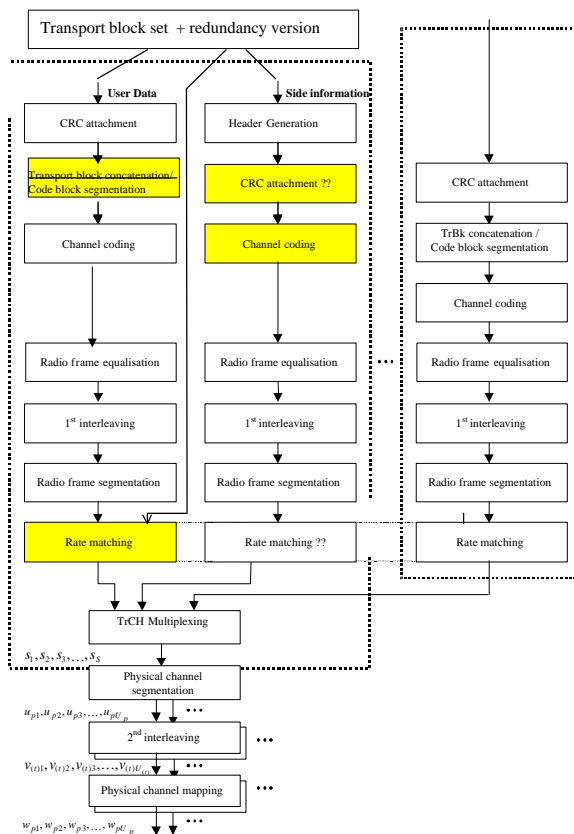 Transport block set + redundancy version
User Data
Side information
CRC attachment
Transport block concatenation/
Code block segmentation
Channel coding
Radio frame equalisation
1st interleaving
Radio frame segmentation
Rate matching
Header Generation
CRC attachment ??
Channel coding
Radio frame equalisation
1st interleaving
Radio frame segmentation
Rate matching ??
...
CRC attachment
TrBk concatenation /
Code block segmentation
Channel coding
Radio frame equalisation
1st interleaving
Radio frame segmentation
Rate matching
TrCH Multiplexing
s1, s2, s3, ..., sS
Physical channel
segmentation
up1, up2, up3, ..., upUp
...
2nd interleaving
...
v(t)1, v(t)2, v(t)3, ..., v(t)U(t)
...
Physical channel mapping
...
wp1, wp2, wp3, ..., wpUp
...